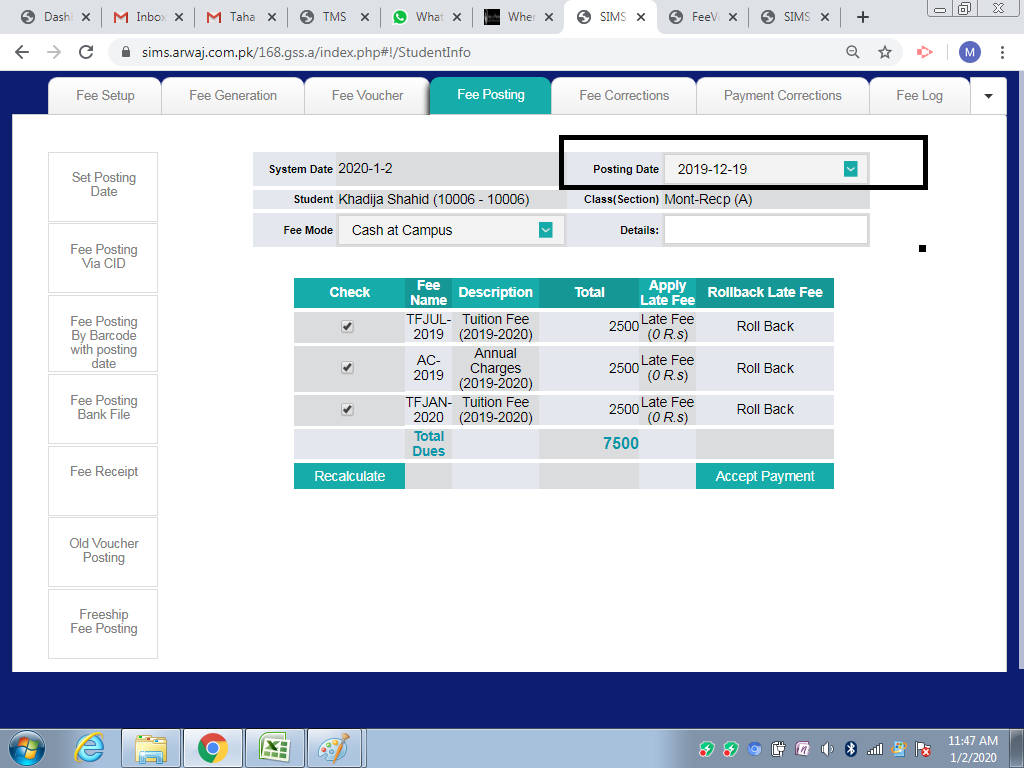 Dash
Inbox
Taha
TMS
What
Wher
SIMS
FeeV
SIMS
sims.arwaj.com.pk/168.gss.a/index.php#!/StudentInfo
M
Fee Setup
Fee Generation
Fee Voucher
Fee Posting
Fee Corrections
Payment Corrections
Fee Log
Set Posting
Date
Fee Posting
Via CID
Fee Posting
By Barcode
with posting
date
Fee Posting
Bank File
Fee Receipt
Old Voucher
Posting
Freeship
Fee Posting
System Date 2020-1-2
Posting Date 2019-12-19
Student Khadija Shahid (10006 - 10006)
Class(Section) Mont-Recp (A)
Fee Mode Cash at Campus
Details:
Check Fee Name Description Total Apply Late Fee Rollback Late Fee
TFJUL-2019 Tuition Fee (2019-2020) 2500 Late Fee (0 R.s) Roll Back
AC-2019 Annual Charges (2019-2020) 2500 Late Fee (0 R.s) Roll Back
TFJAN-2020 Tuition Fee (2019-2020) 2500 Late Fee (0 R.s) Roll Back
Total Dues 7500
Recalculate Accept Payment
11:47 AM
1/2/2020